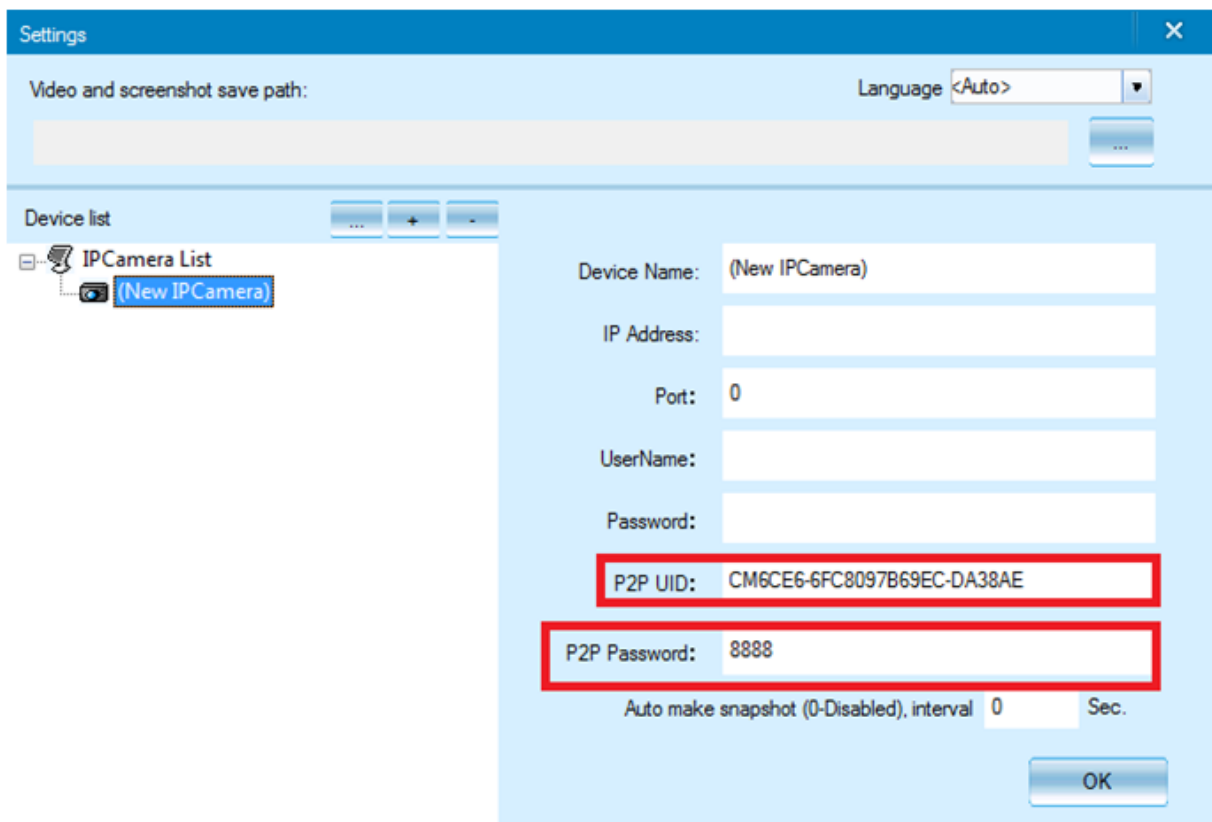 Settings
Video and screenshot save path:
Language <Auto>
...
Device list ... + -
IPCamera List
(New IPCamera)
Device Name: (New IPCamera)
IP Address:
Port: 0
UserName:
Password:
P2P UID: CM6CE6-6FC8097B69EC-DA38AE
P2P Password: 8888
Auto make snapshot (0-Disabled), interval 0 Sec.
OK